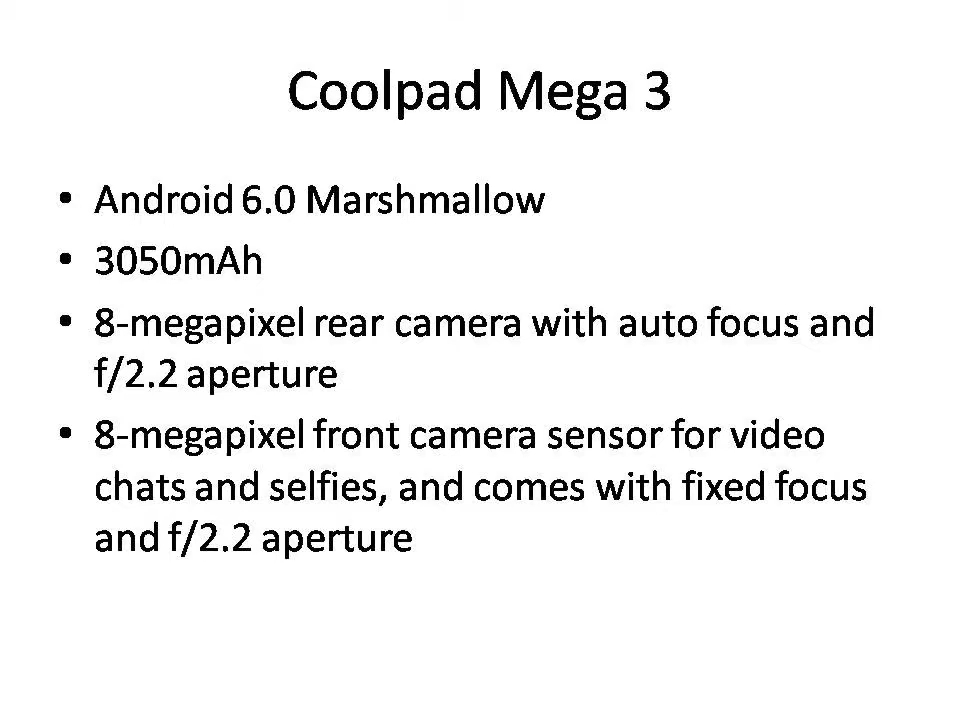 Coolpad Mega 3
• Android 6.0 Marshmallow
• 3050mAh
• 8-megapixel rear camera with auto focus and
f/2.2 aperture
• 8-megapixel front camera sensor for video
chats and selfies, and comes with fixed focus
and f/2.2 aperture